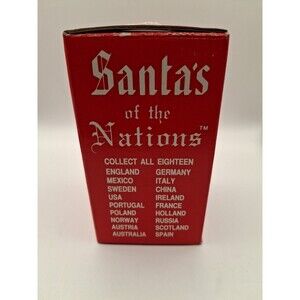 Santa's
of the
Nations™
COLLECT ALL EIGHTEEN
ENGLAND GERMANY
MEXICO ITALY
SWEDEN CHINA
USA IRELAND
PORTUGAL FRANCE
POLAND HOLLAND
NORWAY RUSSIA
AUSTRIA SCOTLAND
AUSTRALIA SPAIN